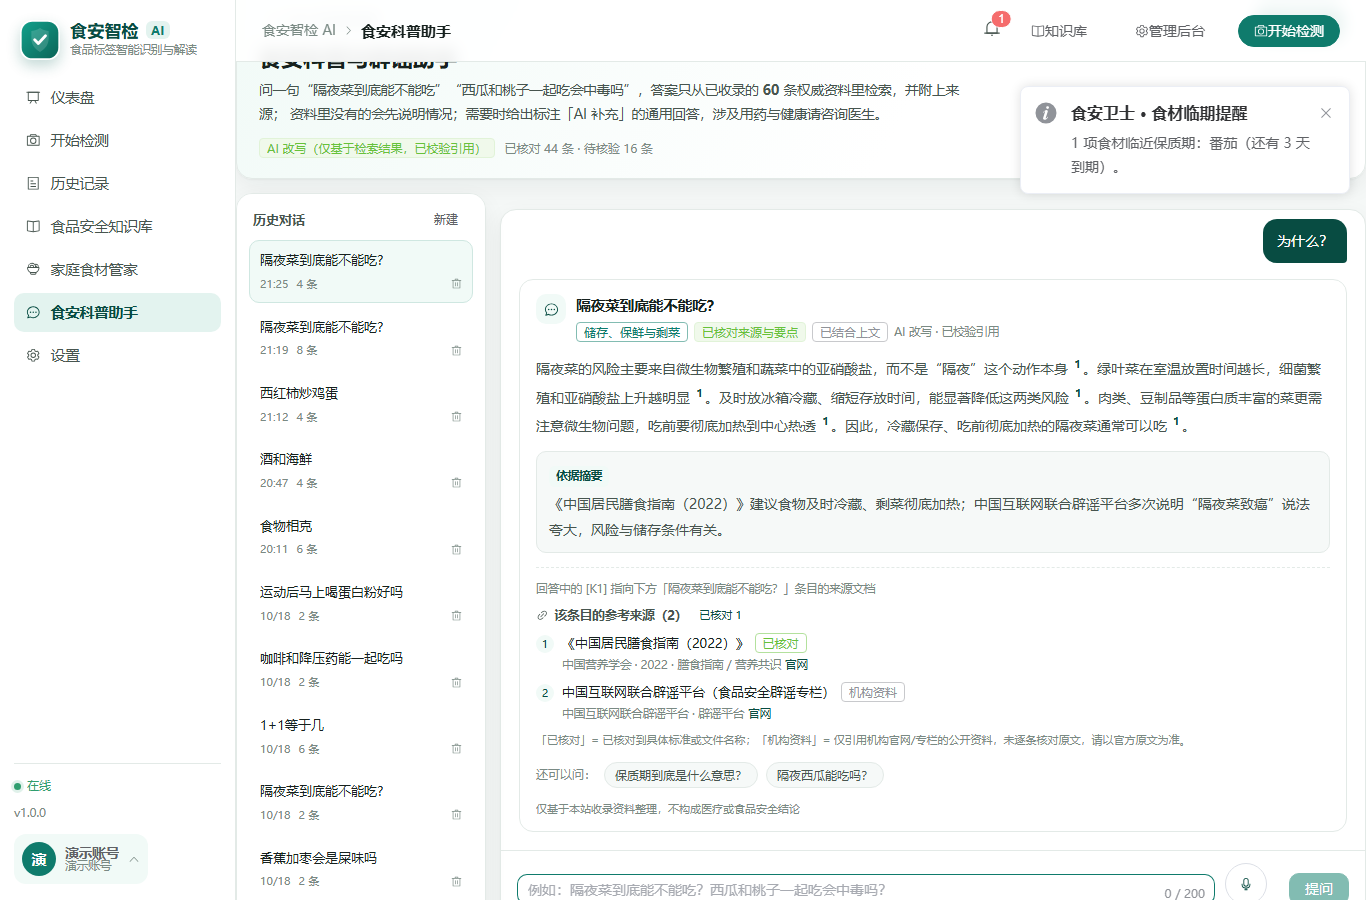 食安智检 AI
食品标签智能识别与解读
仪表盘
开始检测
历史记录
食品安全知识库
家庭食材管家
食安科普助手
设置
在线
v1.0.0
演
演示账号
演示账号
食安智检 AI > 食安科普助手
1
知识库
管理后台
开始检测
食安科普与辟谣助手
问一句“隔夜菜到底能不能吃”“西瓜和桃子一起吃会中毒吗”，答案只从已收录的 60 条权威资料里检索，并附上来
源；资料里没有的会先说明情况；需要时给出标注「AI 补充」的通用回答，涉及用药与健康请咨询医生。
AI 改写（仅基于检索结果，已校验引用） 已核对 44 条 · 待核验 16 条
食安卫士 • 食材临期提醒
1 项食材临近保质期：番茄（还有 3 天
到期）。
历史对话 新建
隔夜菜到底能不能吃？
21:25 4 条
隔夜菜到底能不能吃？
21:19 8 条
西红柿炒鸡蛋
21:12 4 条
酒和海鲜
20:47 4 条
食物相克
20:11 6 条
运动后马上喝蛋白粉好吗
10/18 2 条
咖啡和降压药能一起吃吗
10/18 2 条
1+1等于几
10/18 6 条
隔夜菜到底能不能吃？
10/18 2 条
香蕉加枣会是屎味吗
10/18 2 条
为什么？
隔夜菜到底能不能吃？
储存、保鲜与剩菜 已核对来源与要点 已结合上文 AI 改写 · 已校验引用
隔夜菜的风险主要来自微生物繁殖和蔬菜中的亚硝酸盐，而不是“隔夜”这个动作本身 1。绿叶菜在室温放置时间越长，细菌繁
殖和亚硝酸盐上升越明显 1。及时放冰箱冷藏、缩短存放时间，能显著降低这两类风险 1。肉类、豆制品等蛋白质丰富的菜更需
注意微生物问题，吃前要彻底加热到中心热透 1。因此，冷藏保存、吃前彻底加热的隔夜菜通常可以吃 1。
依据摘要
《中国居民膳食指南（2022）》建议食物及时冷藏、剩菜彻底加热；中国互联网联合辟谣平台多次说明“隔夜菜致癌”说法
夸大，风险与储存条件有关。
回答中的 [K1] 指向下方「隔夜菜到底能不能吃？」条目的来源文档
该条目的参考来源（2） 已核对 1
1 《中国居民膳食指南（2022）》 已核对
中国营养学会 · 2022 · 膳食指南 / 营养共识 官网
2 中国互联网联合辟谣平台（食品安全辟谣专栏） 机构资料
中国互联网联合辟谣平台 · 辟谣平台 官网
「已核对」= 已核对到具体标准或文件名称；「机构资料」= 仅引用机构官网/专栏的公开资料，未逐条核对原文，请以官方原文为准。
还可以问： 保质期到底是什么意思？ 隔夜西瓜能吃吗？
仅基于本站收录资料整理，不构成医疗或食品安全结论
例如：隔夜菜到底能不能吃？西瓜和桃子一起吃会中毒吗？ 0 / 200
提问